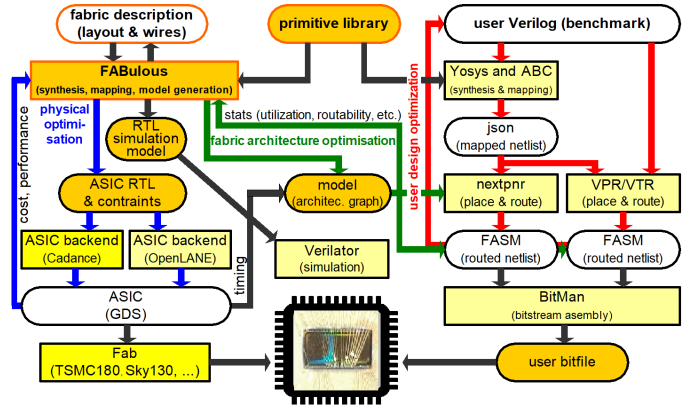 fabric description
(layout & wires)
primitive library
user Verilog (benchmark)
FABulous
(synthesis, mapping, model generation)
Yosys and ABC
(synthesis & mapping)
physical
optimi-
sation
cost, performance
RTL
simulation
model
stats (utilization, routability, etc.)
fabric architecture optimisation
user design optimization
json
(mapped netlist)
ASIC RTL
& contraints
model
(architec. graph)
nextpnr
(place & route)
VPR/VTR
(place & route)
ASIC backend
(Cadance)
ASIC backend
(OpenLANE)
timing
Verilator
(simulation)
FASM
(routed netlist)
FASM
(routed netlist)
ASIC
(GDS)
BitMan
(bitstream asembly)
Fab
(TSMC180, Sky130, ...)
user bitfile